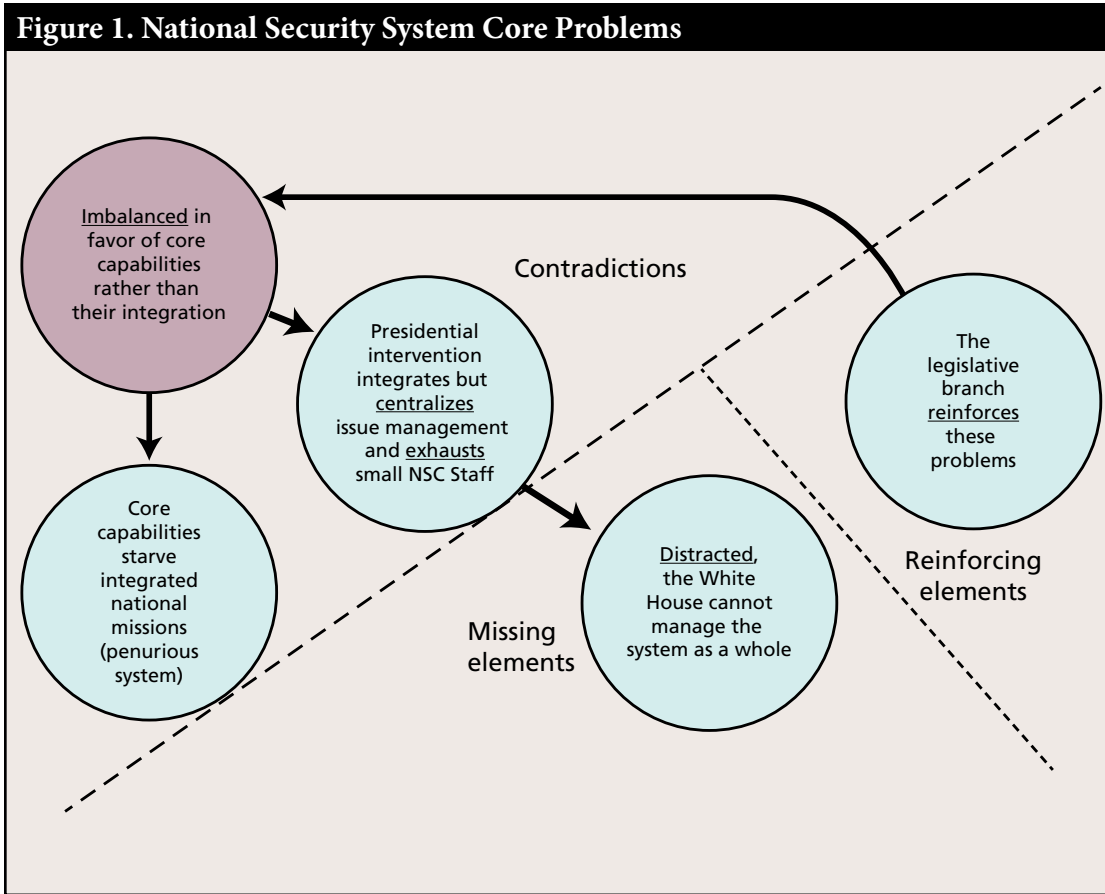 Figure 1. National Security System Core Problems
Imbalanced in
favor of core
capabilities
rather than
their integration
Contradictions
Presidential
intervention
integrates but
centralizes
issue management
and exhausts
small NSC Staff
The
legislative
branch
reinforces
these
problems
Core
capabilities
starve
integrated
national
missions
(penurious
system)
Distracted,
the White
House cannot
manage the
system as a whole
Missing
elements
Reinforcing
elements